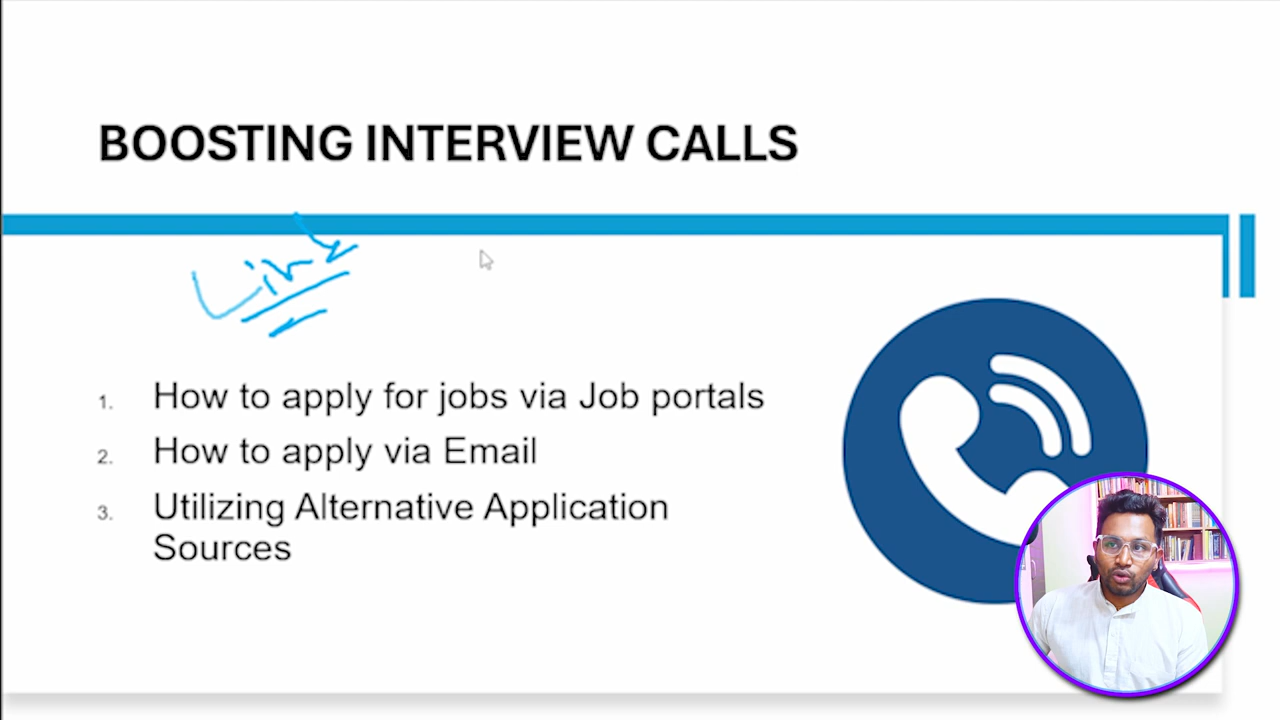 BOOSTING INTERVIEW CALLS
1. How to apply for jobs via Job portals
2. How to apply via Email
3. Utilizing Alternative Application
Sources